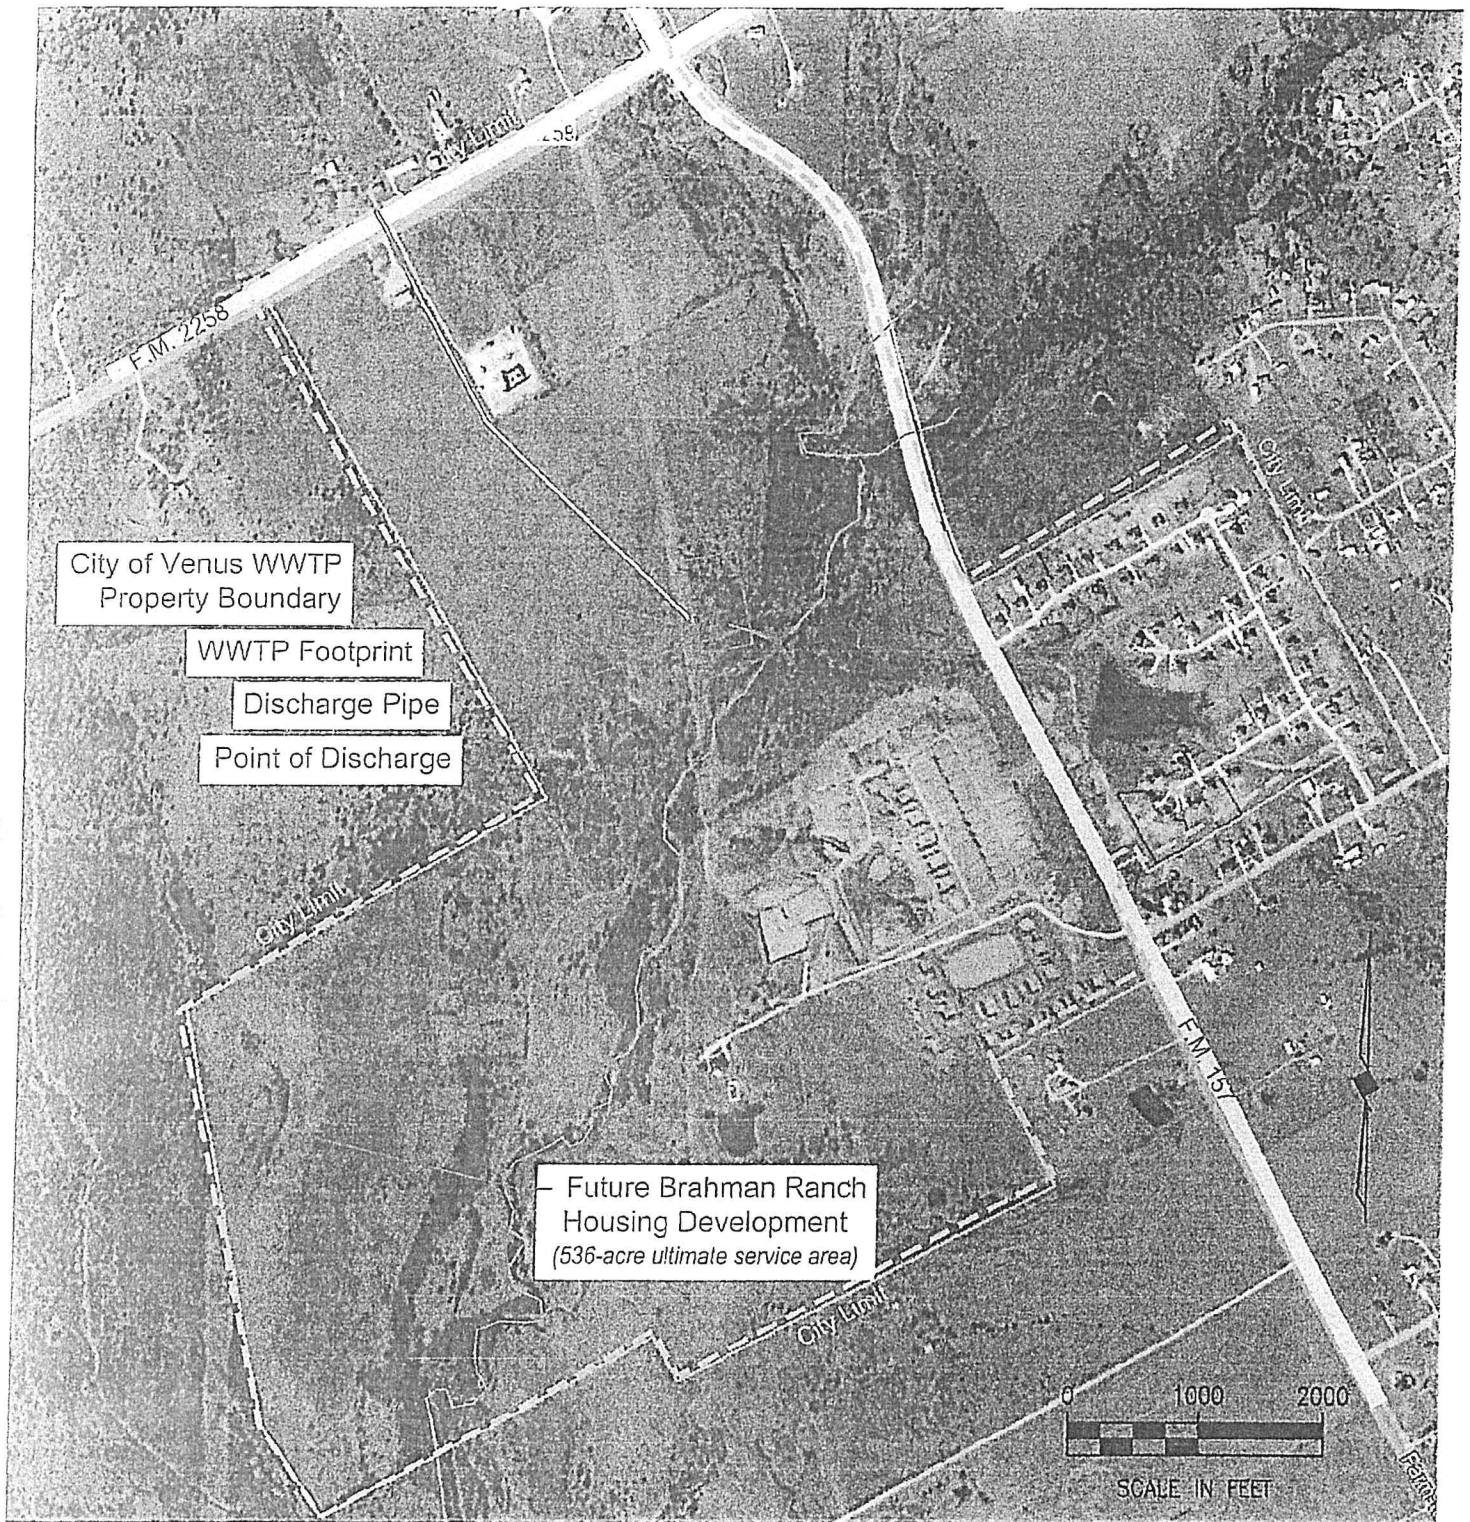 City Limit
F.M. 2258
City Limit
City of Venus WWTP
Property Boundary
WWTP Footprint
Discharge Pipe
Point of Discharge
City Limit
F.M. 157
Future Brahman Ranch
Housing Development
(536-acre ultimate service area)
City Limit
0 1000 2000
SCALE IN FEET